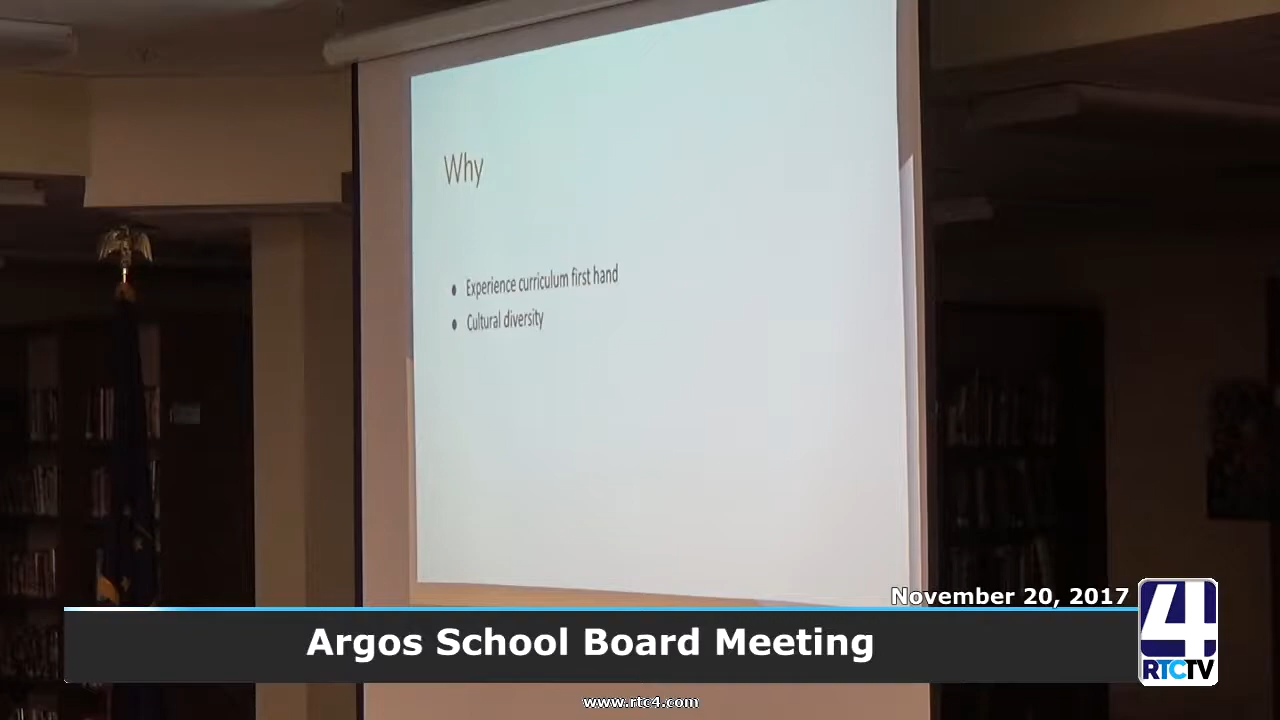 Why
● Experience curriculum first hand
● Cultural diversity
November 20, 2017
Argos School Board Meeting
4
RTCTV
www.rtc4.com